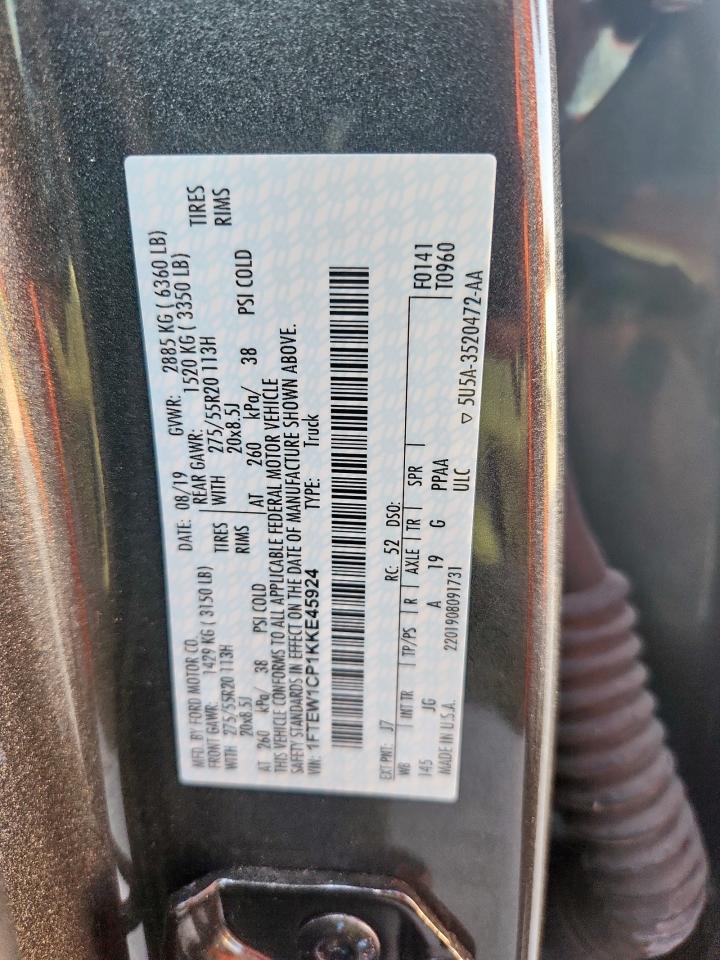 MFD. BY FORD MOTOR CO.
DATE: 08/19 GVWR: 2885 KG ( 6360 LB)
FRONT GAWR: 1429 KG ( 3150 LB) REAR GAWR: 1520 KG ( 3350 LB)
WITH 275/55R20 113H TIRES WITH 275/55R20 113H TIRES
20x8.5J RIMS 20x8.5J RIMS
AT 260 kPa/ 38 PSI COLD AT 260 kPa/ 38 PSI COLD
THIS VEHICLE CONFORMS TO ALL APPLICABLE FEDERAL MOTOR VEHICLE
SAFETY STANDARDS IN EFFECT ON THE DATE OF MANUFACTURE SHOWN ABOVE.
VIN: 1FTEW1CP1KKE45924 TYPE: Truck
EXT PNT: J7 RC: 52 DSO:
WB INT TR TP/PS R AXLE TR SPR F0141
145 JG A 19 G PPAA T0960
MADE IN U.S.A. 2201908091731 ULC ▽ 5U5A-3520472-AA